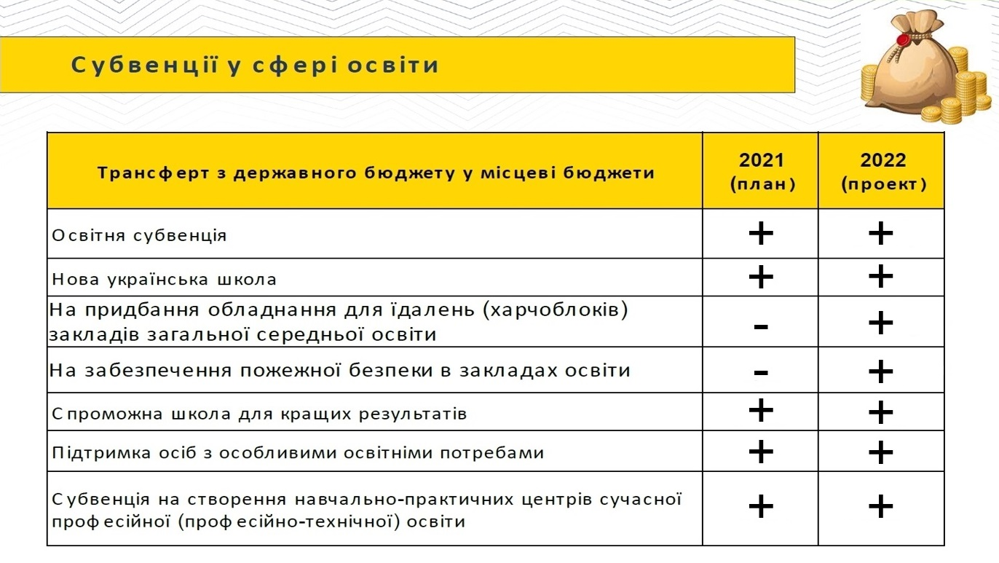 Субвенції у сфері освіти
Трансферт з державного бюджету у місцеві бюджети
2021
(план)
2022
(проект)
Освітня субвенція + +
Нова українська школа + +
На придбання обладнання для їдалень (харчоблоків)
закладів загальної середньої освіти - +
На забезпечення пожежної безпеки в закладах освіти - +
Спроможна школа для кращих результатів + +
Підтримка осіб з особливими освітніми потребами + +
Субвенція на створення навчально-практичних центрів сучасної
професійної (професійно-технічної) освіти + +